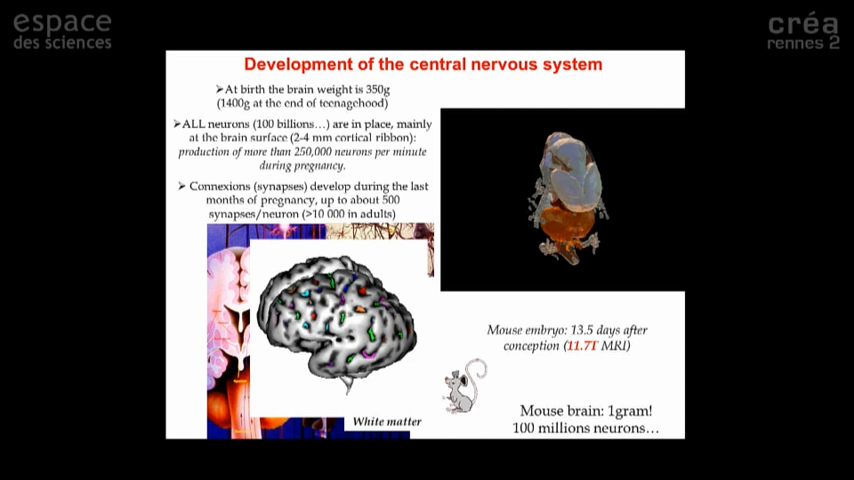 espace
des sciences
créa
rennes 2
Development of the central nervous system
➤At birth the brain weight is 350g
(1400g at the end of teenagehood)
➤ALL neurons (100 billions…) are in place, mainly
at the brain surface (2-4 mm cortical ribbon):
production of more than 250,000 neurons per minute
during pregnancy.
➤ Connexions (synapses) develop during the last
months of pregnancy, up to about 500
synapses/neuron (>10 000 in adults)
White matter
Mouse embryo: 13.5 days after
conception (11.7T MRI)
Mouse brain: 1gram!
100 millions neurons…